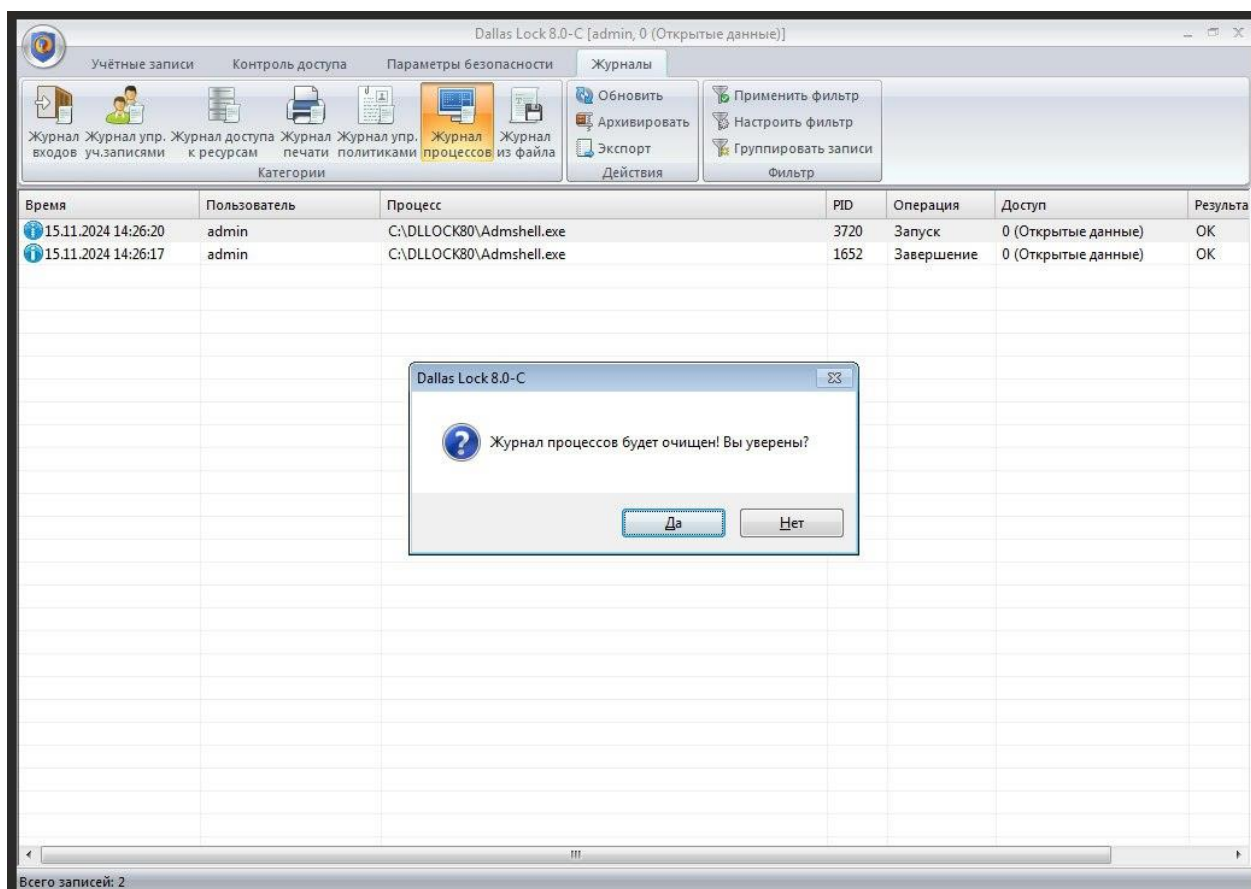 Dallas Lock 8.0-C [admin, 0 (Открытые данные)]
Учётные записи Контроль доступа Параметры безопасности Журналы
Журнал входов
Журнал упр. уч.записями
Журнал доступа к ресурсам
Журнал печати
Журнал упр. политиками
Журнал процессов
Журнал из файла
Категории
Обновить
Архивировать
Экспорт
Действия
Применить фильтр
Настроить фильтр
Группировать записи
Фильтр
Время Пользователь Процесс PID Операция Доступ Результа
15.11.2024 14:26:20 admin C:\DLLOCK80\Admshell.exe 3720 Запуск 0 (Открытые данные) OK
15.11.2024 14:26:17 admin C:\DLLOCK80\Admshell.exe 1652 Завершение 0 (Открытые данные) OK
Dallas Lock 8.0-C
Журнал процессов будет очищен! Вы уверены?
Да Нет
Всего записей: 2